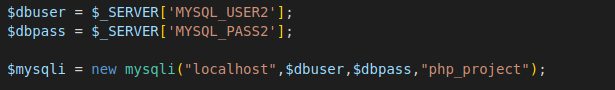 $dbuser = $_SERVER['MYSQL_USER2'];
$dbpass = $_SERVER['MYSQL_PASS2'];
$mysqli = new mysqli("localhost",$dbuser,$dbpass,"php_project");